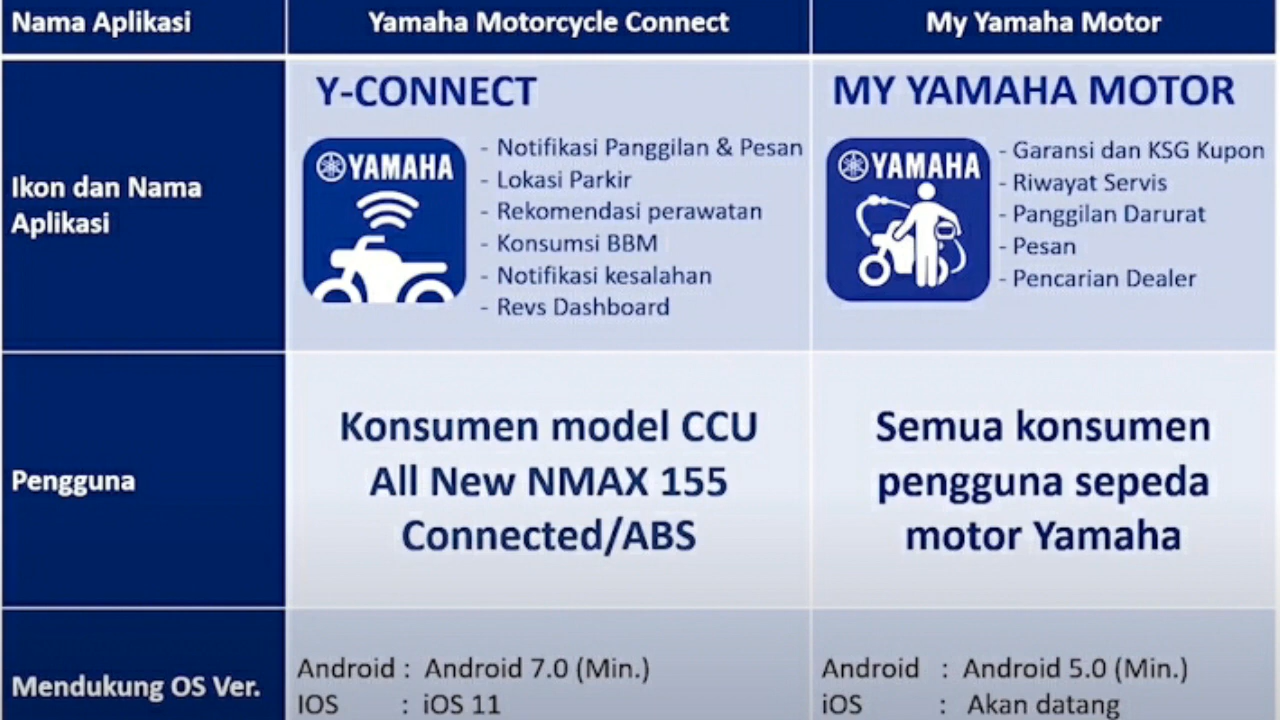 Nama Aplikasi
Yamaha Motorcycle Connect
My Yamaha Motor
Ikon dan Nama
Aplikasi
Y-CONNECT
YAMAHA
- Notifikasi Panggilan & Pesan
- Lokasi Parkir
- Rekomendasi perawatan
- Konsumsi BBM
- Notifikasi kesalahan
- Revs Dashboard
MY YAMAHA MOTOR
YAMAHA
- Garansi dan KSG Kupon
- Riwayat Servis
- Panggilan Darurat
- Pesan
- Pencarian Dealer
Pengguna
Konsumen model CCU
All New NMAX 155
Connected/ABS
Semua konsumen
pengguna sepeda
motor Yamaha
Mendukung OS Ver.
Android : Android 7.0 (Min.)
IOS : iOS 11
Android : Android 5.0 (Min.)
iOS : Akan datang